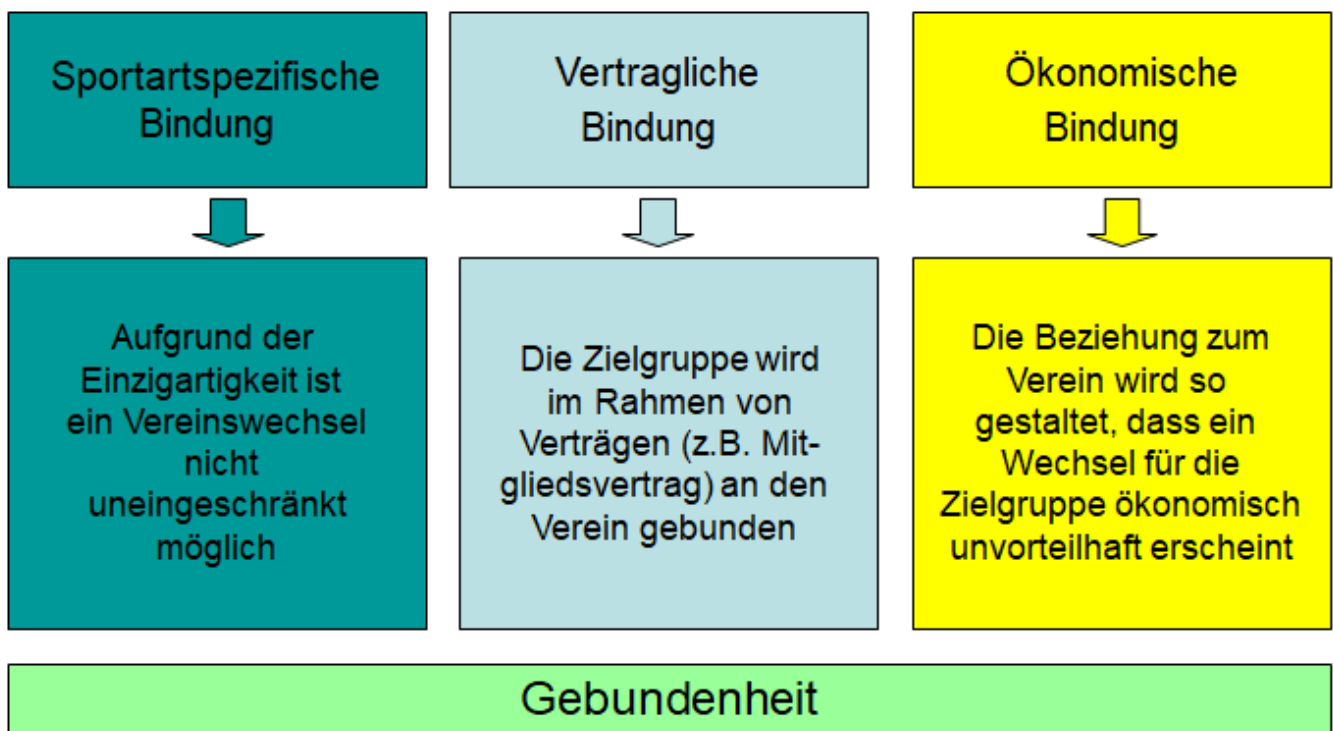 Sportartspezifische
Bindung
Vertragliche
Bindung
Ökonomische
Bindung
Aufgrund der
Einzigartigkeit ist
ein Vereinswechsel
nicht
uneingeschränkt
möglich
Die Zielgruppe wird
im Rahmen von
Verträgen (z.B. Mit-
gliedsvertrag) an den
Verein gebunden
Die Beziehung zum
Verein wird so
gestaltet, dass ein
Wechsel für die
Zielgruppe ökonomisch
unvorteilhaft erscheint
Gebundenheit